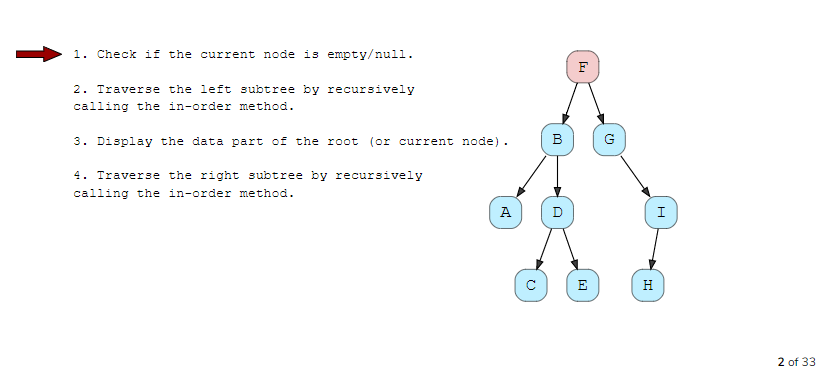 1. Check if the current node is empty/null.
2. Traverse the left subtree by recursively
calling the in-order method.
3. Display the data part of the root (or current node).
4. Traverse the right subtree by recursively
calling the in-order method.
F
B G
A D I
C E H
2 of 33